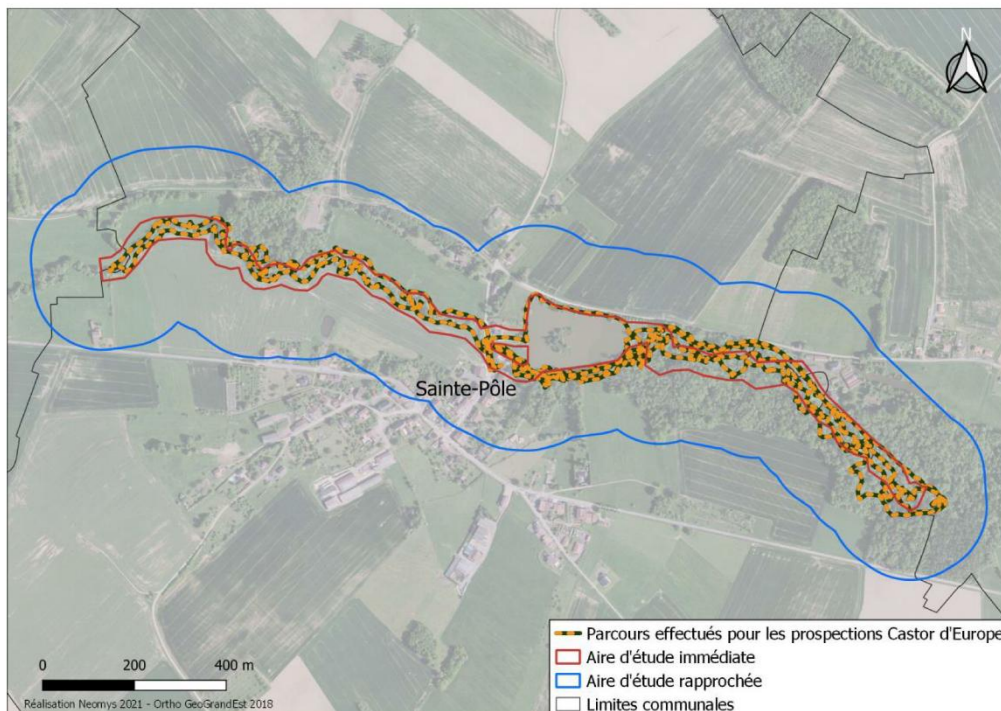 N
Sainte-Pôle
Parcours effectués pour les prospections Castor d'Europe
Aire d'étude immédiate
Aire d'étude rapprochée
Limites communales
0 200 400 m
Réalisation Neomys 2021 - Ortho GeoGrandEst 2018